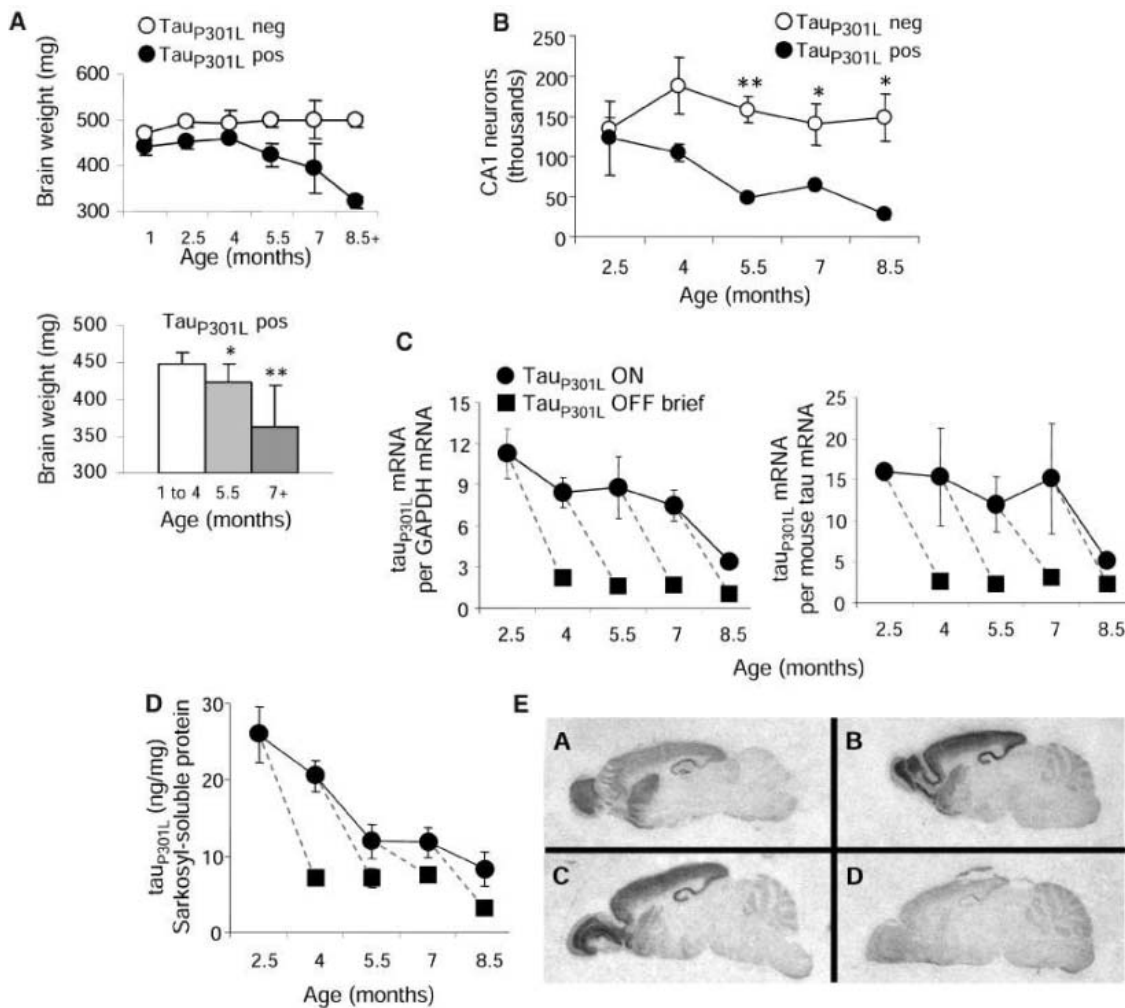 A
Tau P301L neg
Tau P301L pos
Brain weight (mg)
600
500
400
300
1 2.5 4 5.5 7 8.5+
Age (months)
Brain weight (mg)
500
450
400
350
300
Tau P301L pos
*
**
1 to 4 5.5 7+
Age (months)
B
Tau P301L neg
Tau P301L pos
CA1 neurons
(thousands)
250
200
150
100
50
0
** * *
2.5 4 5.5 7 8.5
Age (months)
C
Tau P301L ON
Tau P301L OFF brief
tau P301L mRNA
per GAPDH mRNA
15
12
9
6
3
0
2.5 4 5.5 7 8.5
tau P301L mRNA
per mouse tau mRNA
25
20
15
10
5
0
2.5 4 5.5 7 8.5
Age (months)
D
tau P301L (ng/mg)
Sarkosyl-soluble protein
30
20
10
0
2.5 4 5.5 7 8.5
Age (months)
E
A
B
C
D